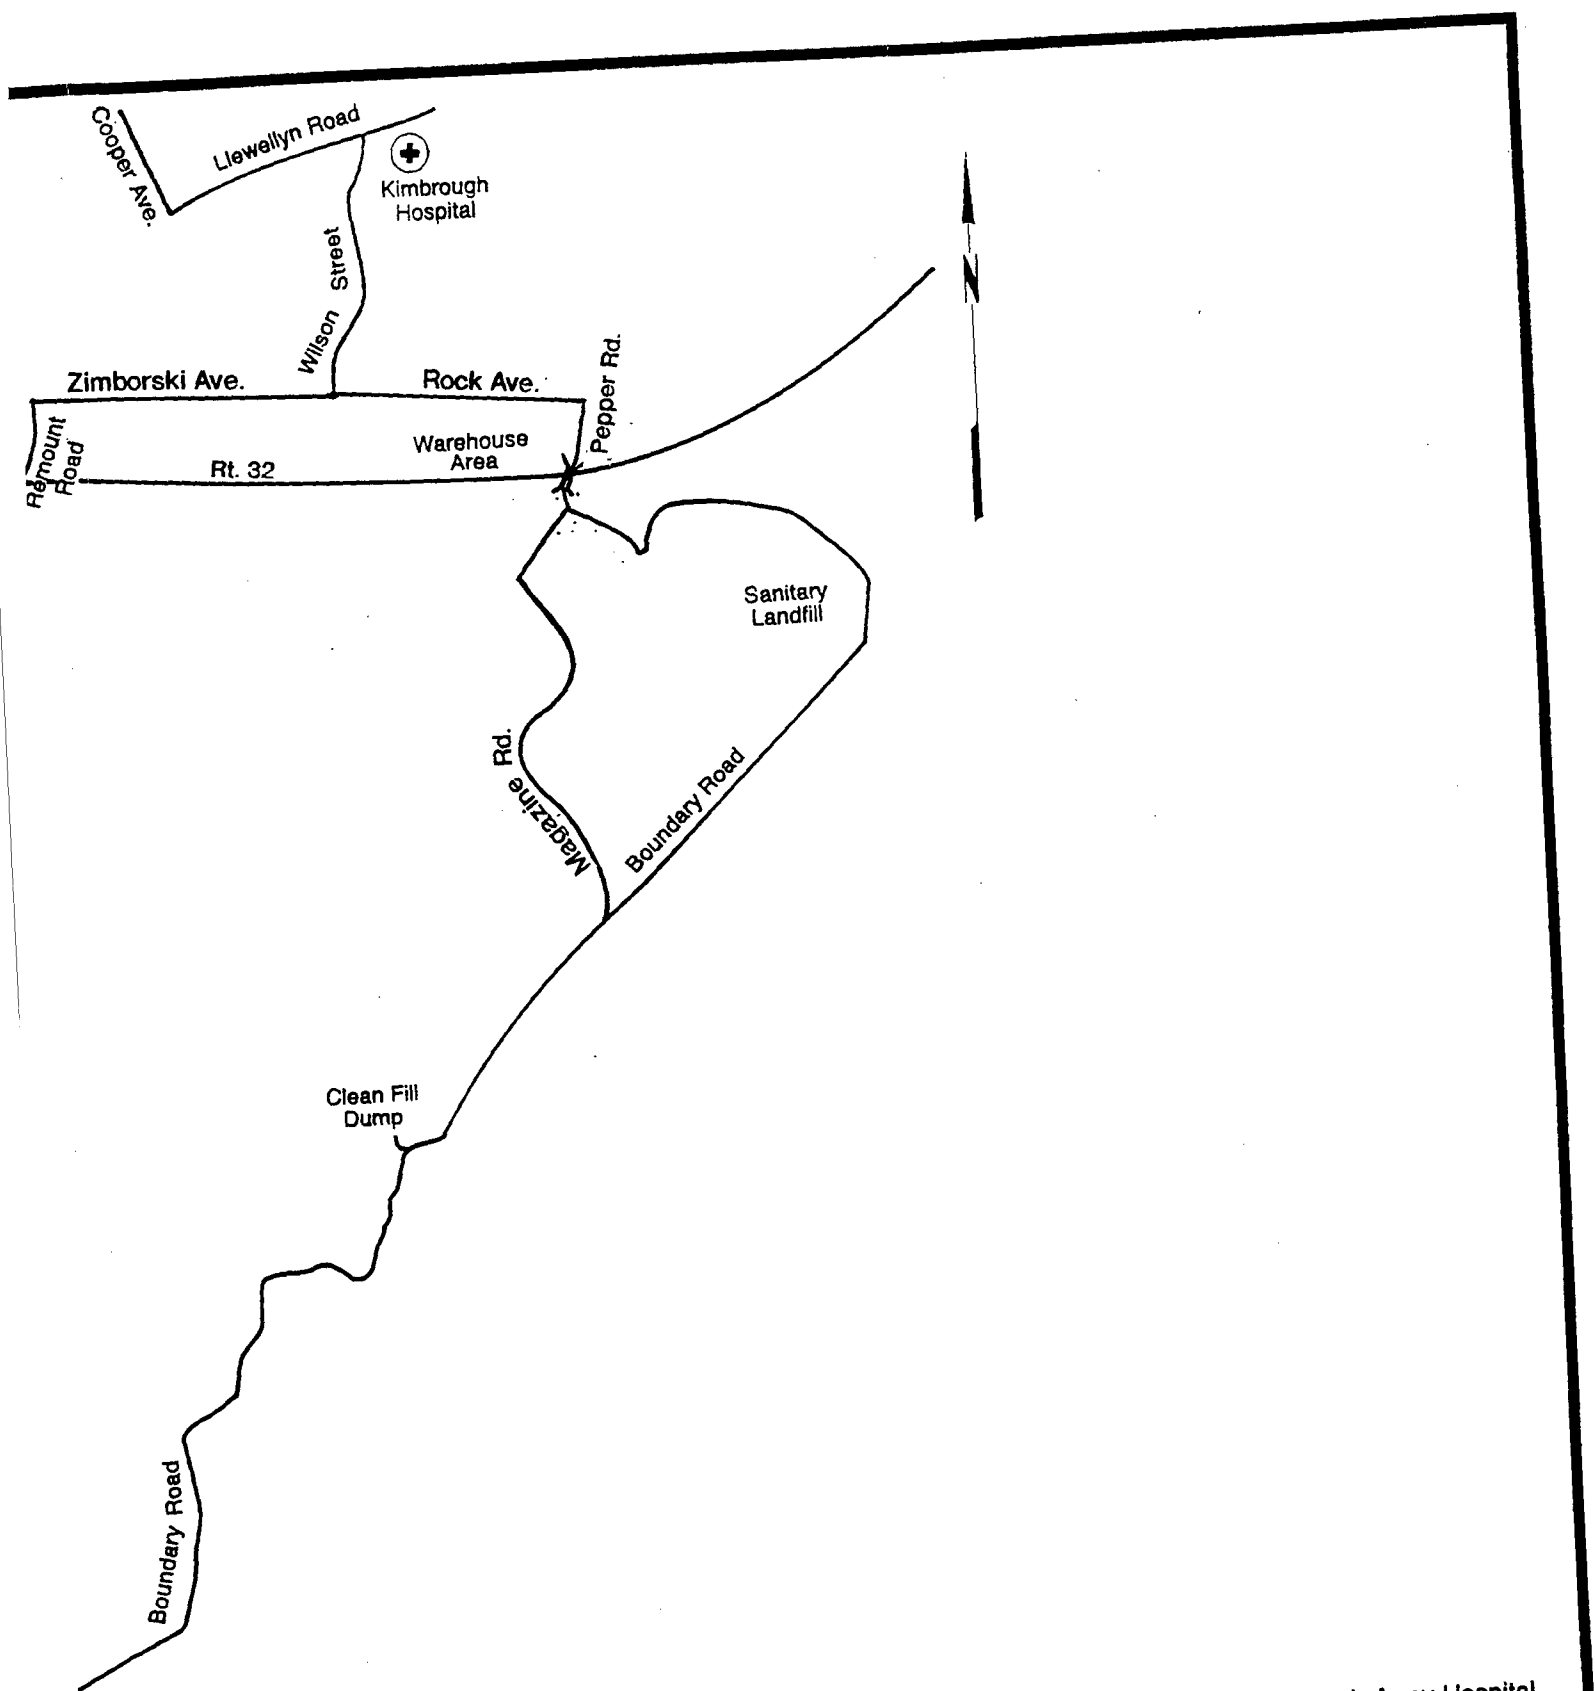 Cooper Ave.
Llewellyn Road
Kimbrough
Hospital
Wilson Street
N
Zimborski Ave.
Rock Ave.
Pepper Rd.
Remount
Road
Rt. 32
Warehouse
Area
Sanitary
Landfill
Magazine Rd.
Boundary Road
Clean Fill
Dump
Boundary Road
Hospital